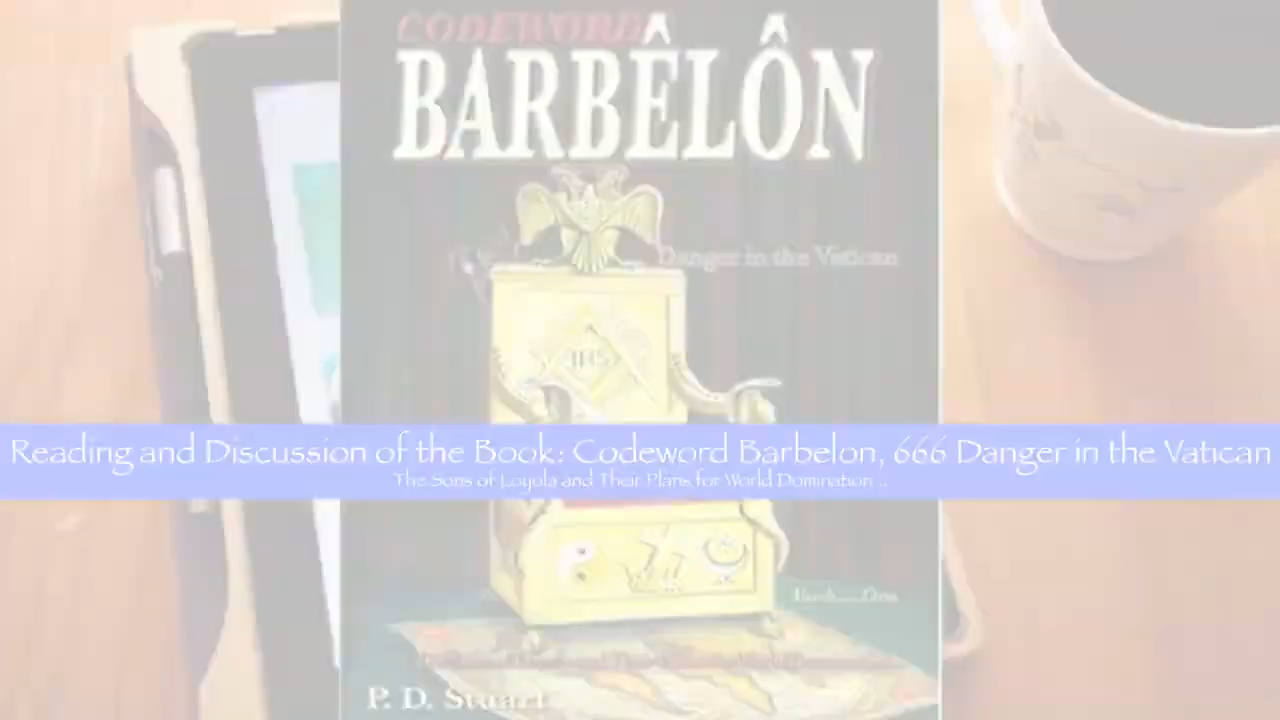 CODEWORD
BARBÊLÔN
Danger in the Vatican
IHS
Reading and Discussion of the Book: Codeword Barbelon, 666 Danger in the Vatican
The Sons of Loyola and Their Plans for World Domination ..
P. D. Stuart